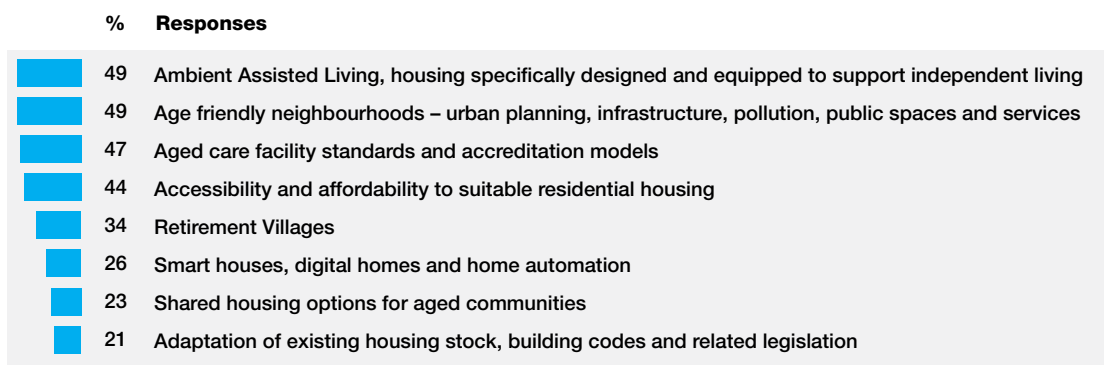 % Responses
49 Ambient Assisted Living, housing specifically designed and equipped to support independent living
49 Age friendly neighbourhoods – urban planning, infrastructure, pollution, public spaces and services
47 Aged care facility standards and accreditation models
44 Accessibility and affordability to suitable residential housing
34 Retirement Villages
26 Smart houses, digital homes and home automation
23 Shared housing options for aged communities
21 Adaptation of existing housing stock, building codes and related legislation